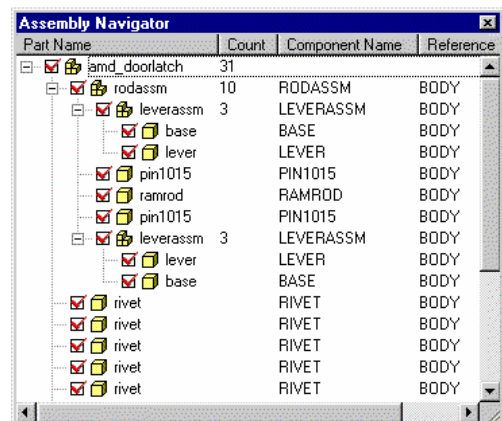 Assembly Navigator
Part Name Count Component Name Reference
amd_doorlatch 31
rodassm 10 RODASSM BODY
leverassm 3 LEVERASSM BODY
base BASE BODY
lever LEVER BODY
pin1015 PIN1015 BODY
ramrod RAMROD BODY
pin1015 PIN1015 BODY
leverassm 3 LEVERASSM BODY
lever LEVER BODY
base BASE BODY
rivet RIVET BODY
rivet RIVET BODY
rivet RIVET BODY
rivet RIVET BODY
rivet RIVET BODY